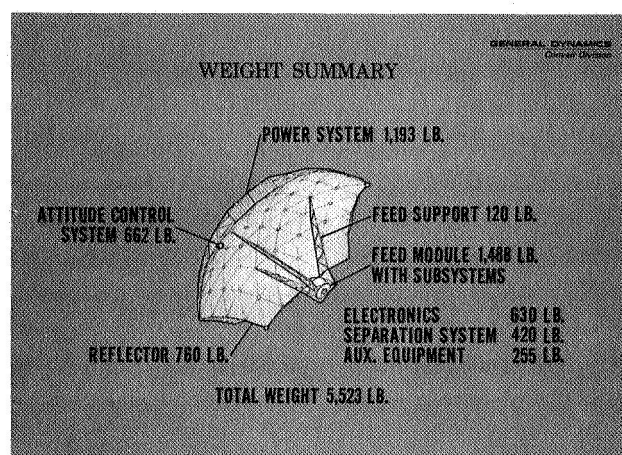 GENERAL DYNAMICS
Convair Division
WEIGHT SUMMARY
POWER SYSTEM 1,193 LB.
ATTITUDE CONTROL
SYSTEM 662 LB.
FEED SUPPORT 120 LB.
FEED MODULE 1,488 LB.
WITH SUBSYSTEMS
ELECTRONICS 630 LB.
SEPARATION SYSTEM 420 LB.
AUX. EQUIPMENT 255 LB.
REFLECTOR 760 LB.
TOTAL WEIGHT 5,523 LB.